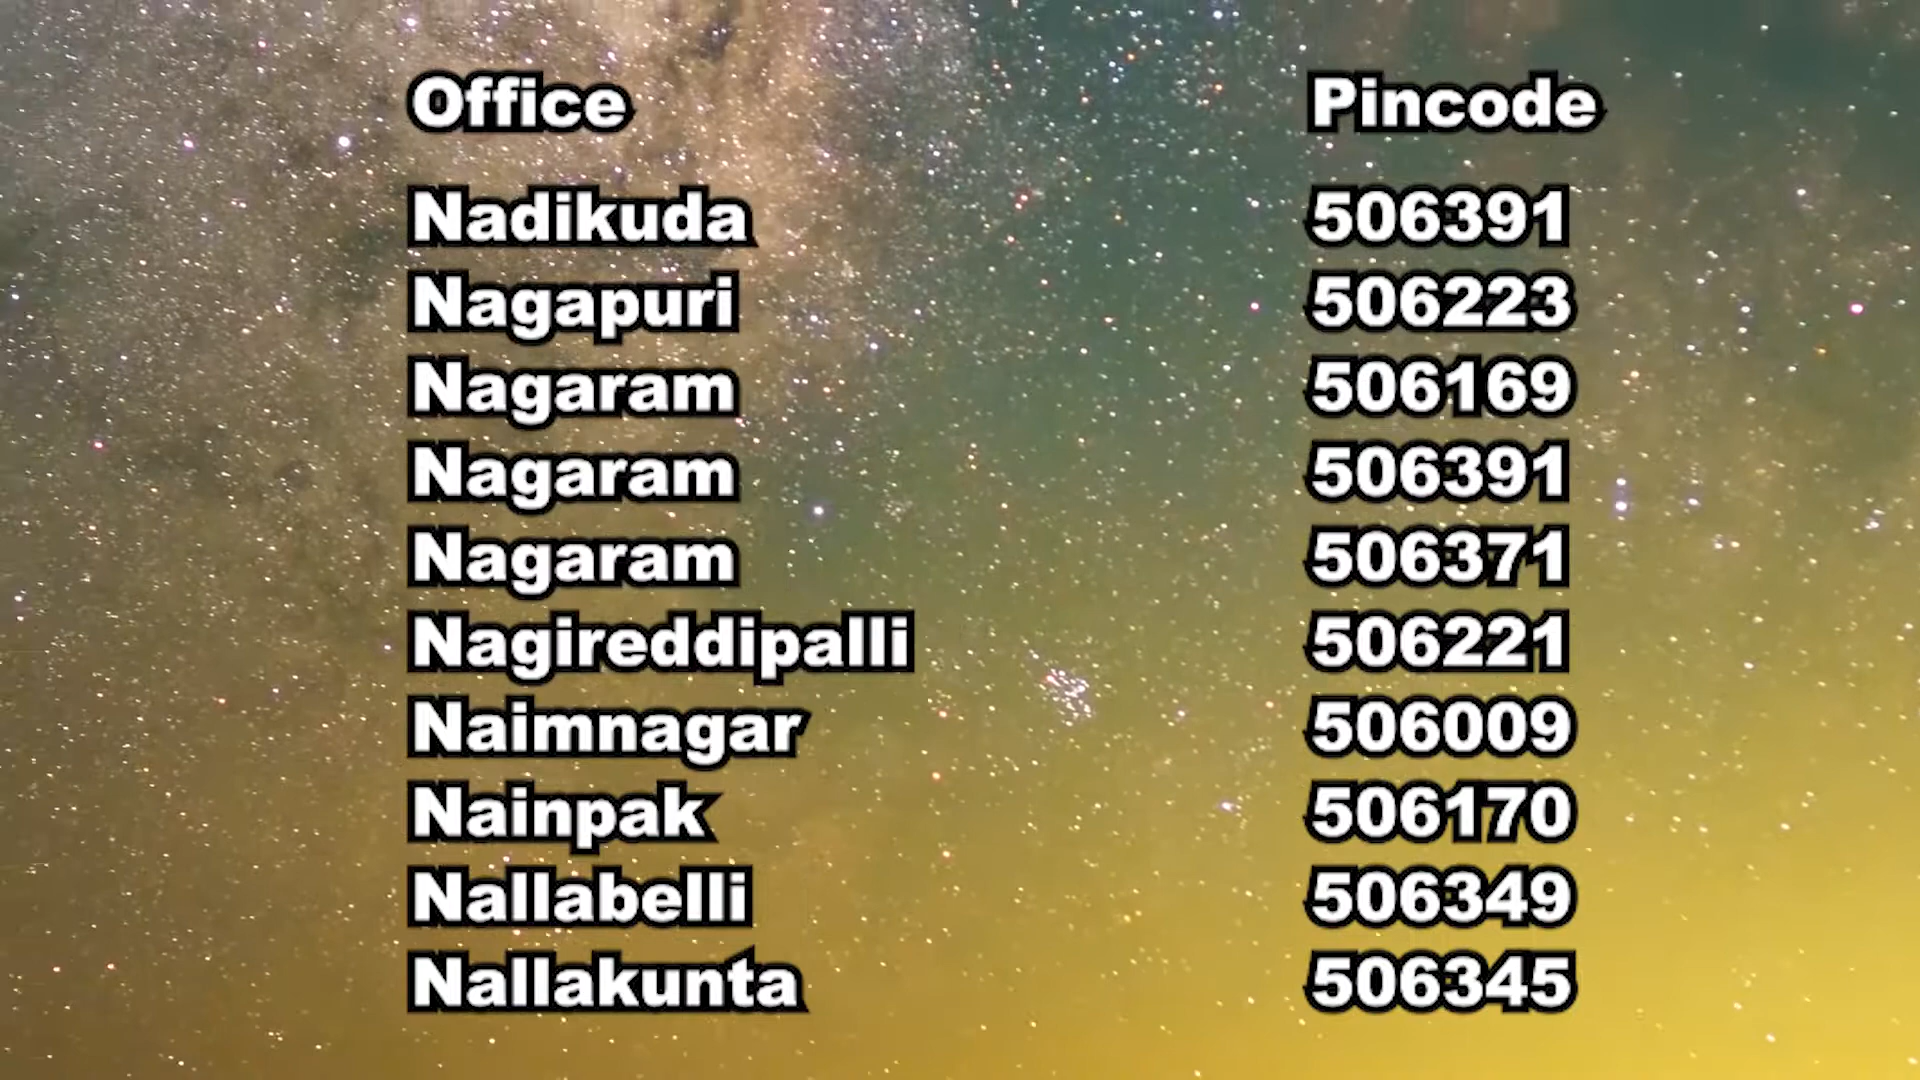 Office Pincode
Nadikuda 506391
Nagapuri 506223
Nagaram 506169
Nagaram 506391
Nagaram 506371
Nagireddipalli 506221
Naimnagar 506009
Nainpak 506170
Nallabelli 506349
Nallakunta 506345